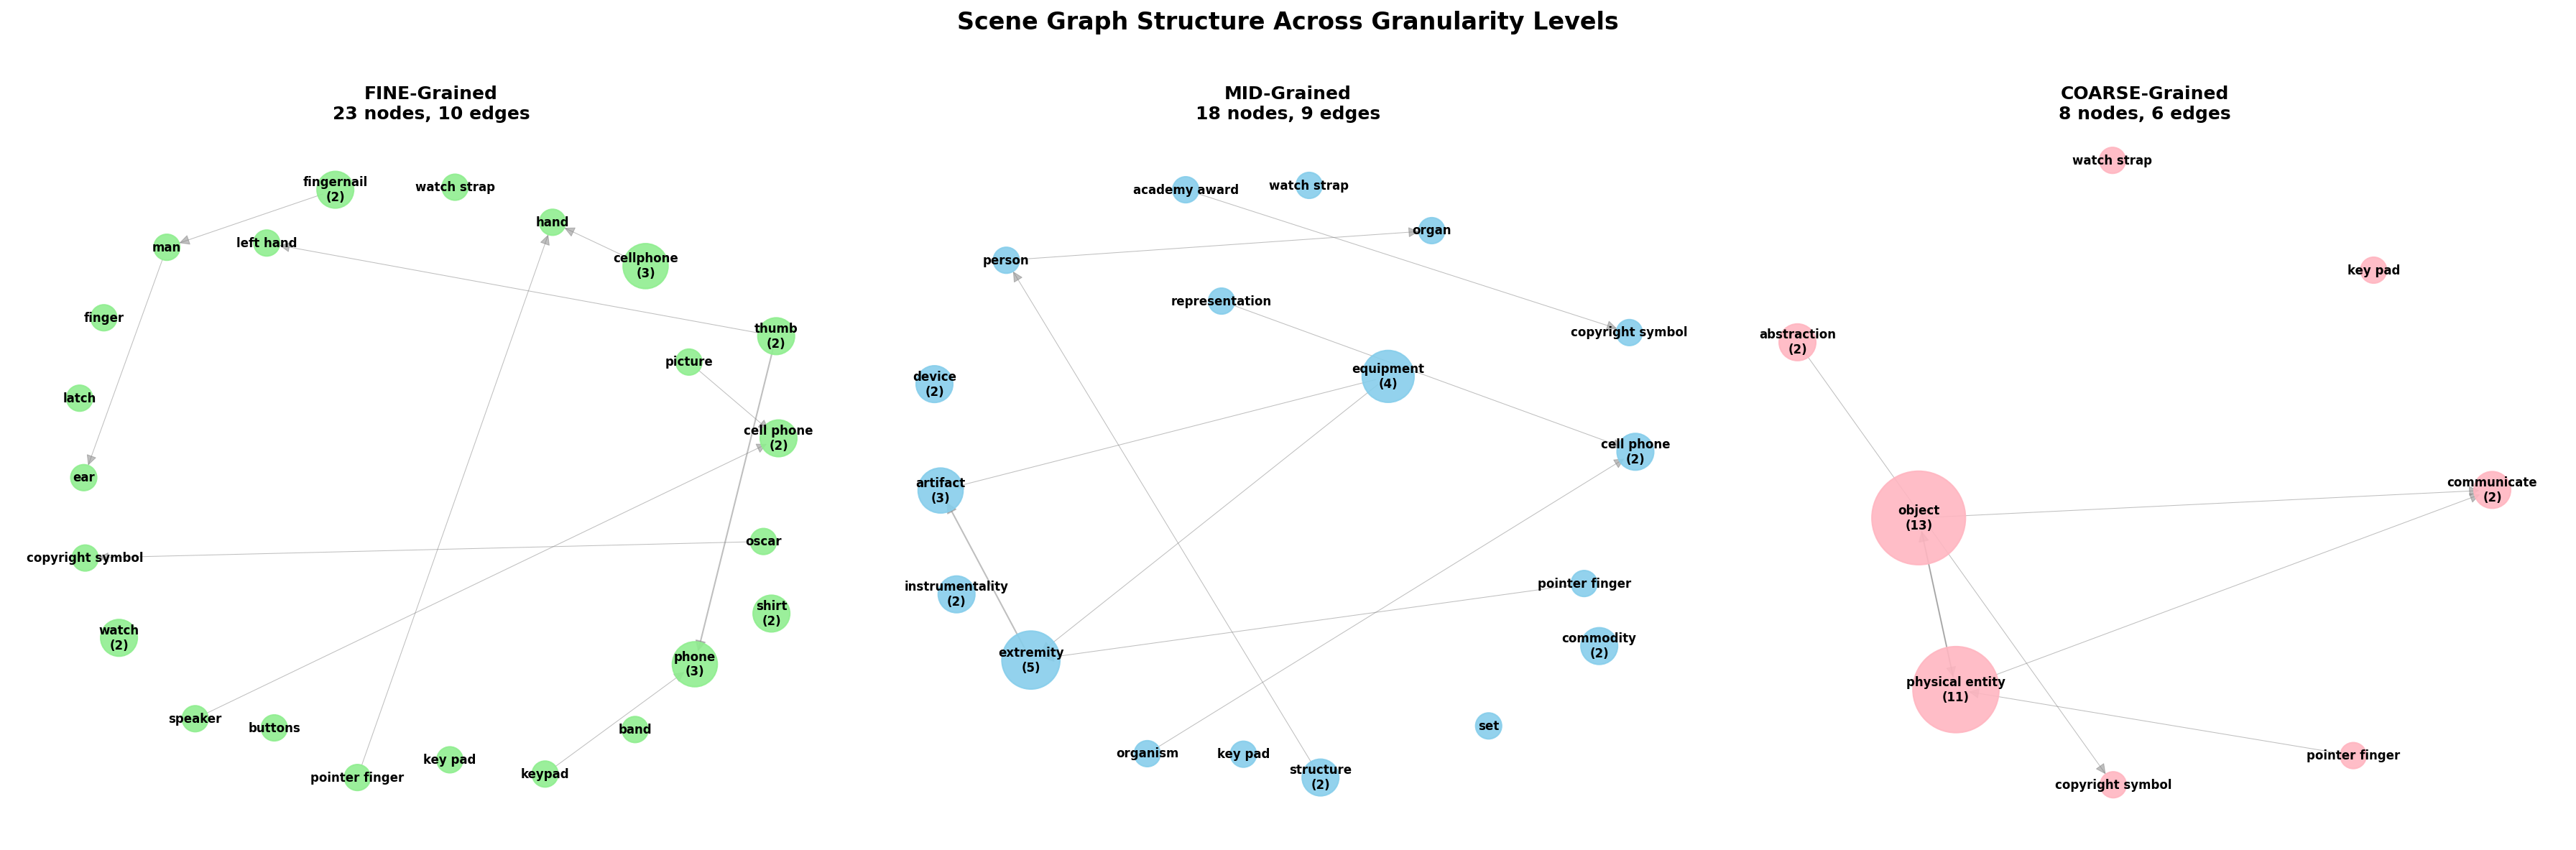 Scene Graph Structure Across Granularity Levels
FINE-Grained
23 nodes, 10 edges
fingernail
(2)
watch strap
hand
man
left hand
cellphone
(3)
finger
thumb
(2)
picture
latch
cell phone
(2)
ear
oscar
copyright symbol
shirt
(2)
watch
(2)
phone
(3)
speaker
buttons
band
key pad
keypad
pointer finger
MID-Grained
18 nodes, 9 edges
academy award
watch strap
organ
person
representation
copyright symbol
equipment
(4)
device
(2)
cell phone
(2)
artifact
(3)
pointer finger
instrumentality
(2)
commodity
(2)
extremity
(5)
set
organism
key pad
structure
(2)
COARSE-Grained
8 nodes, 6 edges
watch strap
key pad
abstraction
(2)
communicate
(2)
object
(13)
physical entity
(11)
pointer finger
copyright symbol